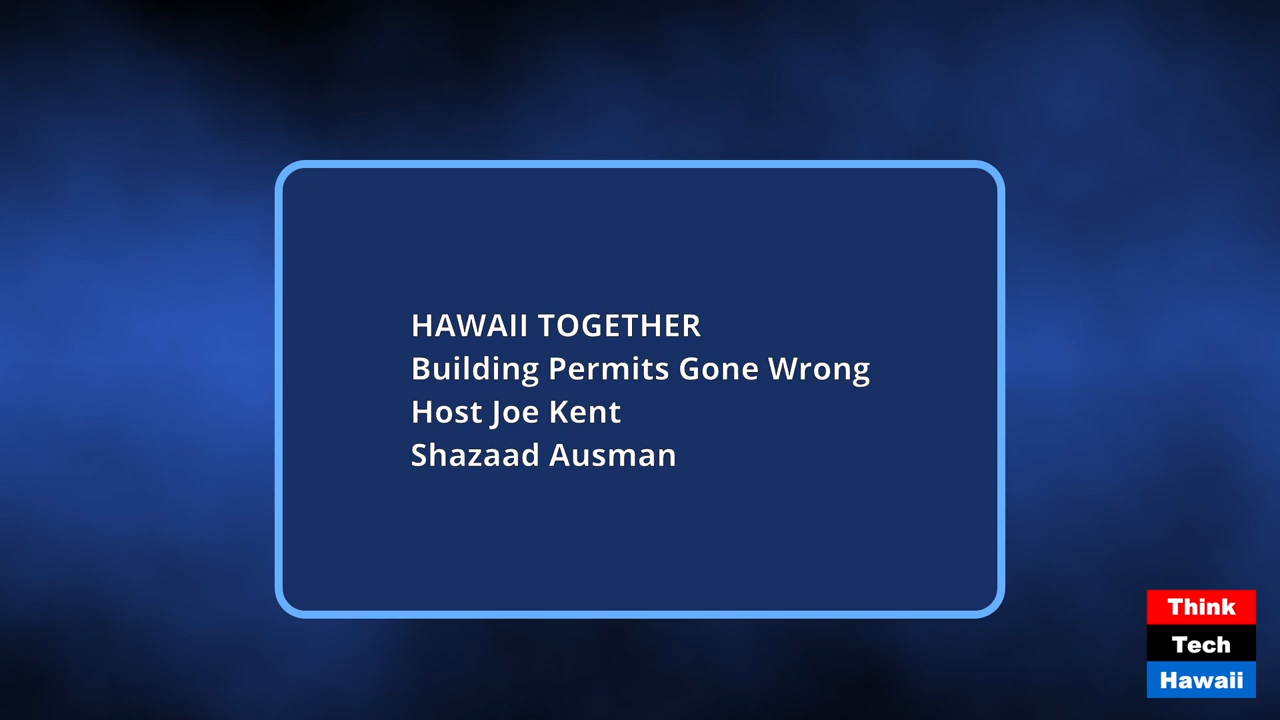 HAWAII TOGETHER
Building Permits Gone Wrong
Host Joe Kent
Shazaad Ausman
Think
Tech
Hawaii